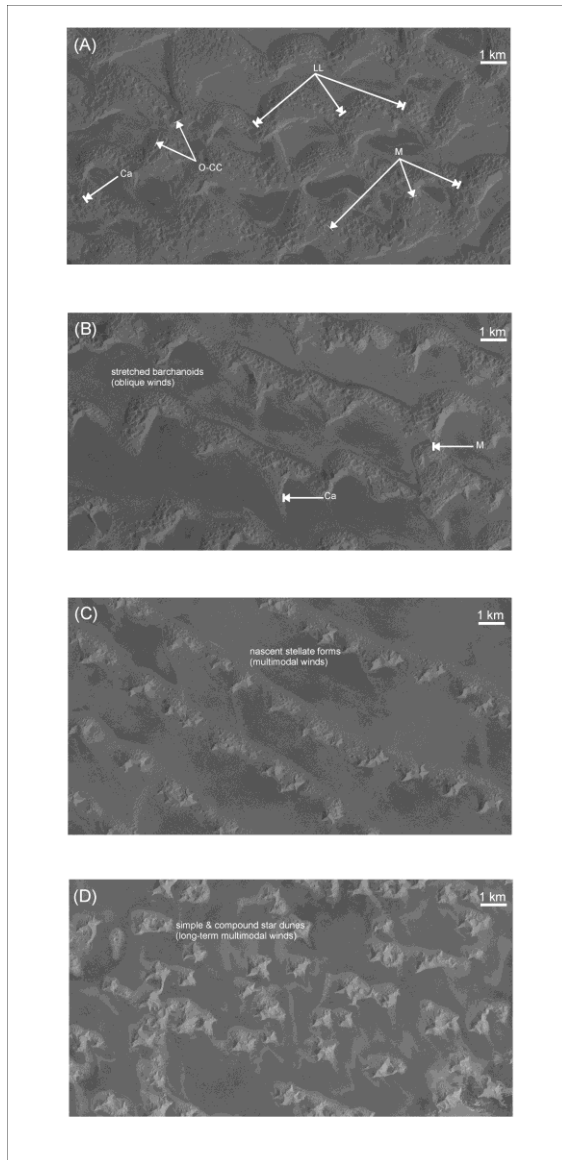 (A)
1 km
LL
M
O-CC
Ca
(B)
1 km
stretched barchanoids
(oblique winds)
M
Ca
(C)
1 km
nascent stellate forms
(multimodal winds)
(D)
1 km
simple & compound star dunes
(long-term multimodal winds)